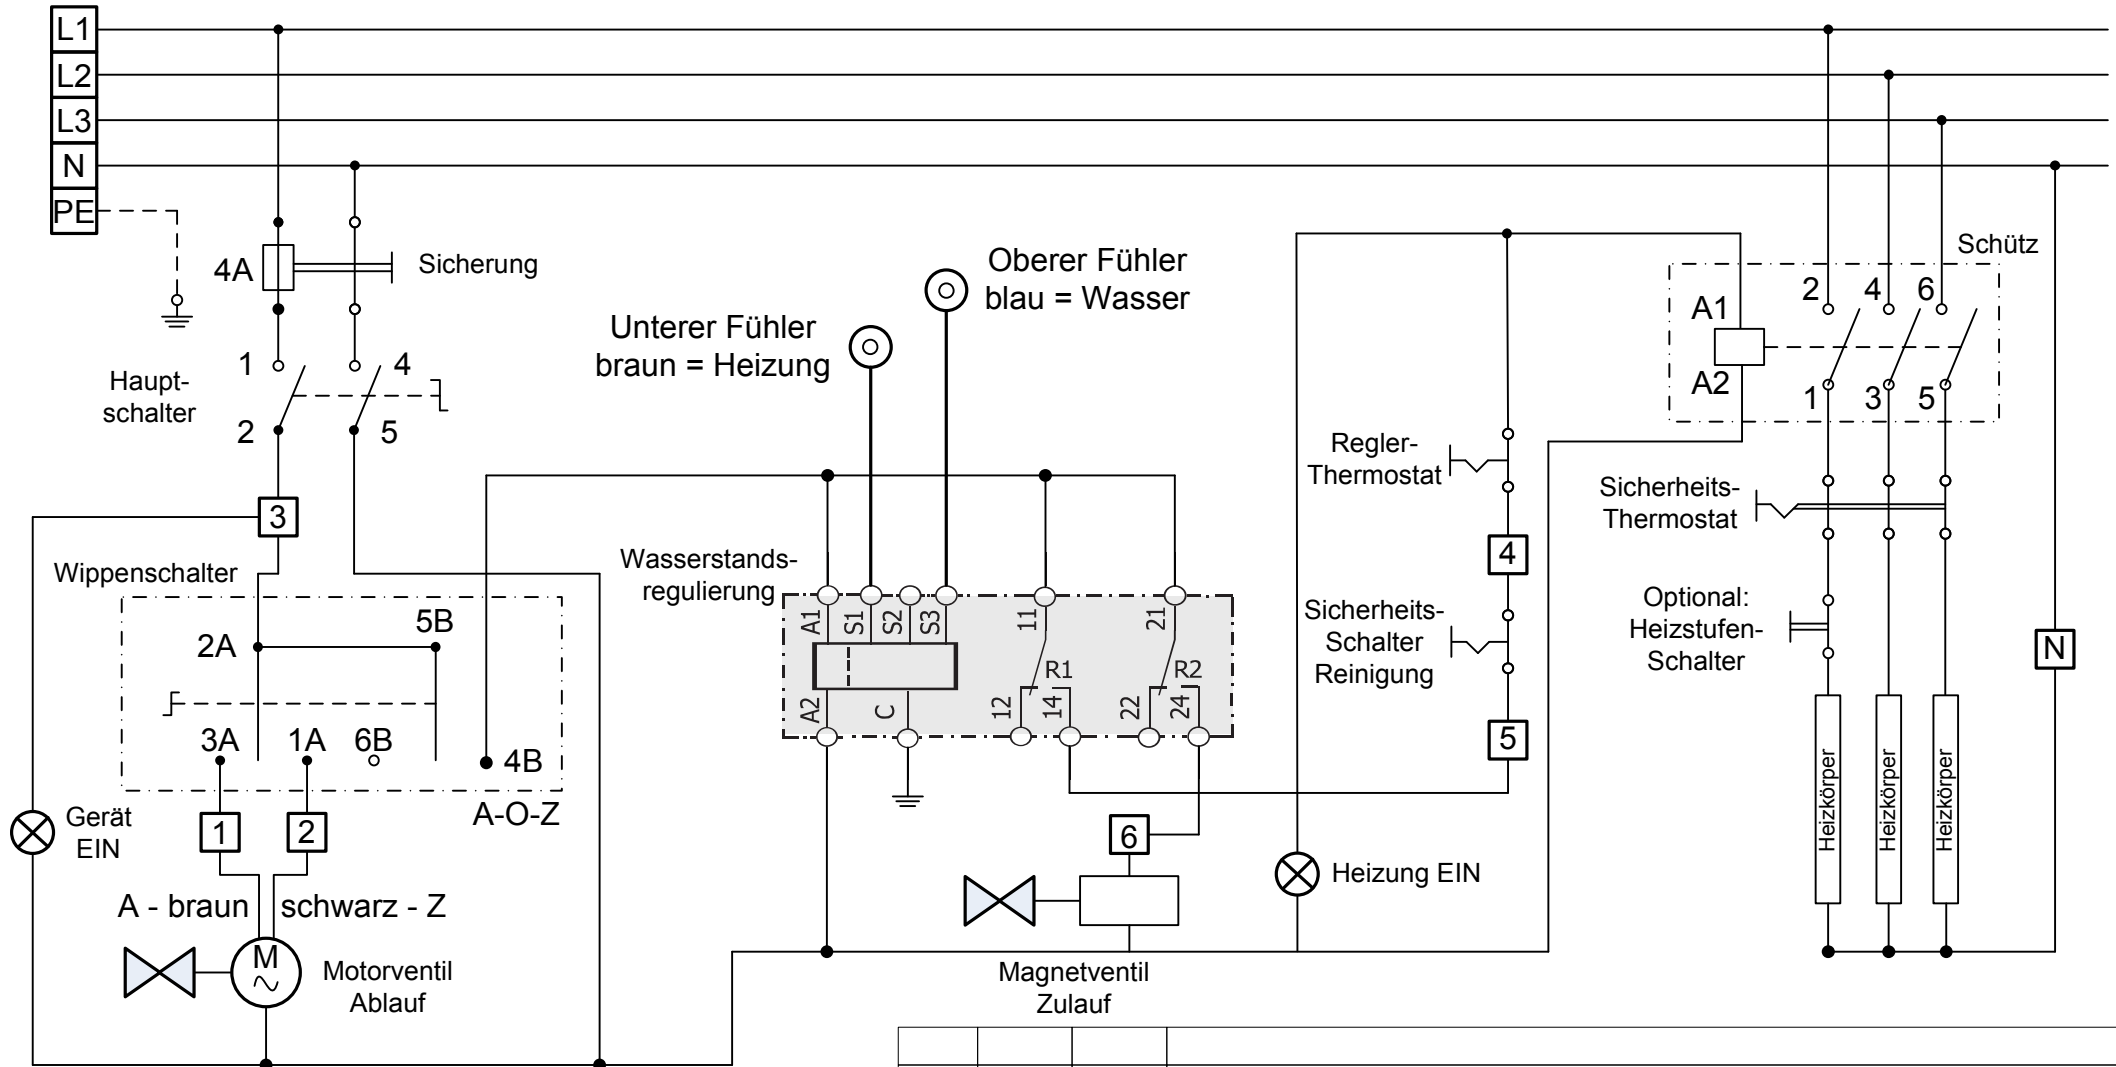 L1
L2
L3
N
PE
4A
Sicherung
Oberer Fühler
blau = Wasser
Unterer Fühler
braun = Heizung
Schütz
2
4
6
A1
A2
1
3
5
1
4
Haupt-
schalter
2
5
3
Regler-
Thermostat
4
Sicherheits-
Thermostat
Wippenschalter
Wasserstands-
regulierung
Sicherheits-
Schalter
Reinigung
Optional:
Heizstufen-
Schalter
N
2A
5B
A1
S1
S2
S3
11
21
R1
R2
A2
C
12
14
22
24
5
3A
1A
6B
4B
A-O-Z
Gerät
EIN
1
2
6
Heizung EIN
Heizkörper
Heizkörper
Heizkörper
A - braun
schwarz - Z
M
~
Motorventil
Ablauf
Magnetventil
Zulauf